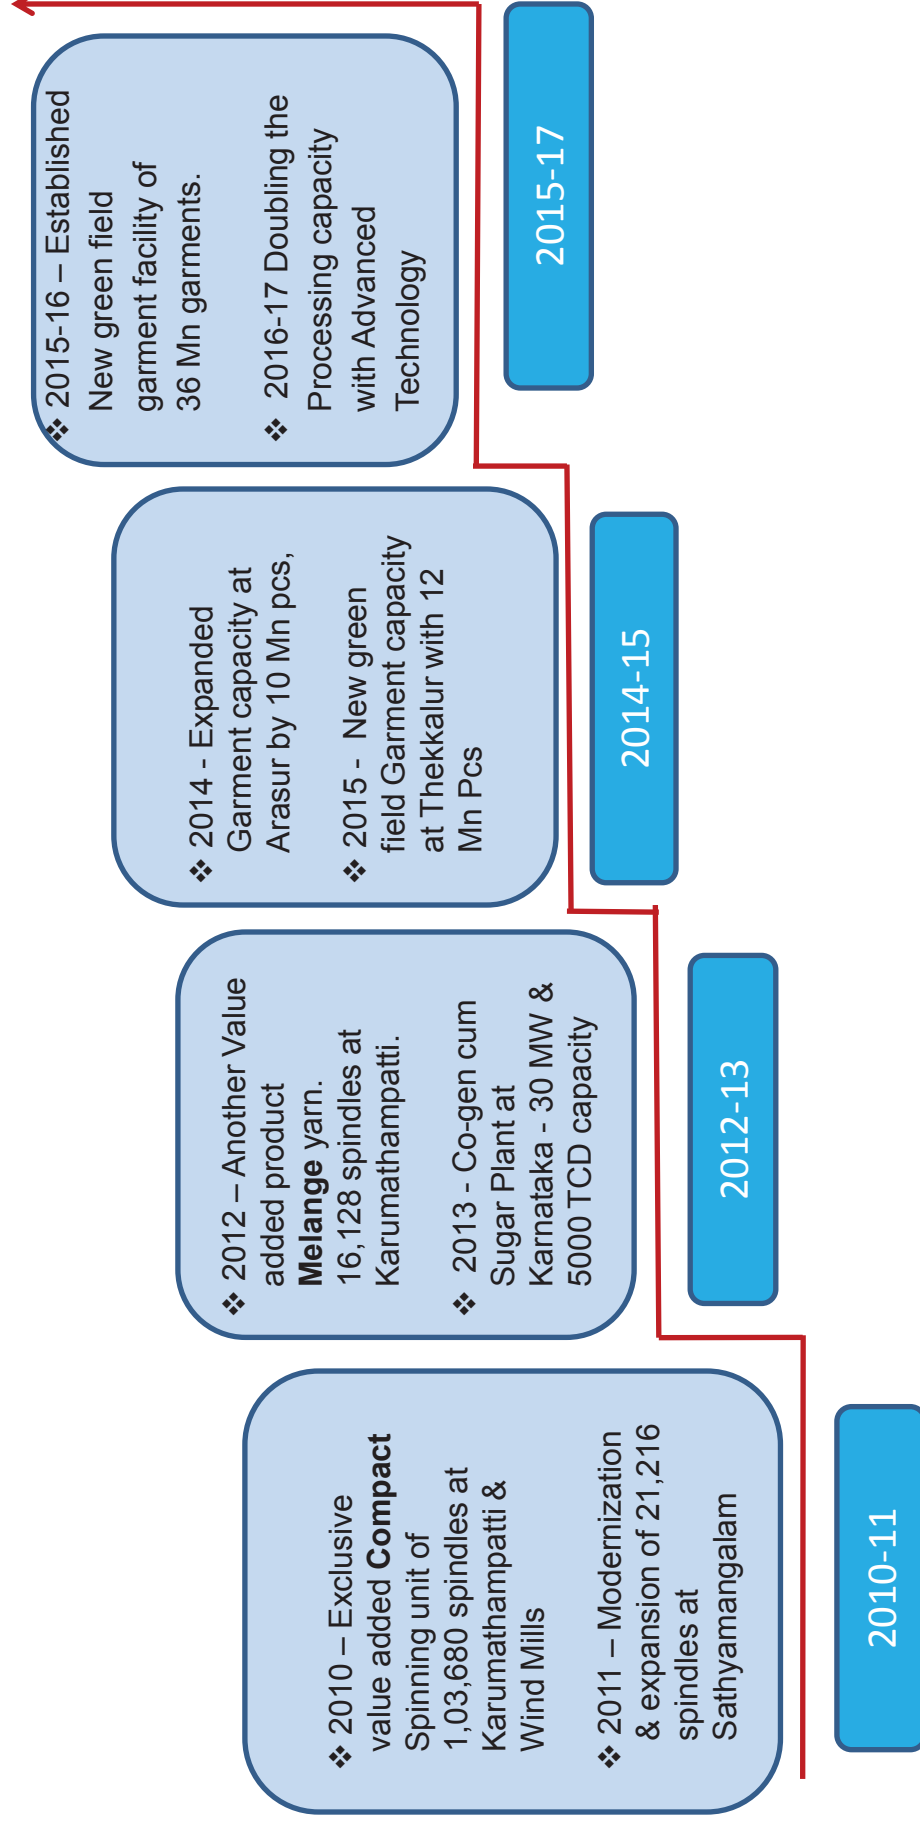 ❖ 2010 – Exclusive
value added Compact
Spinning unit of
1,03,680 spindles at
Karumathampatti &
Wind Mills
❖ 2011 – Modernization
& expansion of 21,216
spindles at
Sathyamangalam
2010-11
❖ 2012 – Another Value
added product
Melange yarn.
16,128 spindles at
Karumathampatti.
❖ 2013 - Co-gen cum
Sugar Plant at
Karnataka - 30 MW &
5000 TCD capacity
2012-13
❖ 2014 - Expanded
Garment capacity at
Arasur by 10 Mn pcs,
❖ 2015 - New green
field Garment capacity
at Thekkalur with 12
Mn Pcs
2014-15
❖ 2015-16 – Established
New green field
garment facility of
36 Mn garments.
❖ 2016-17 Doubling the
Processing capacity
with Advanced
Technology
2015-17